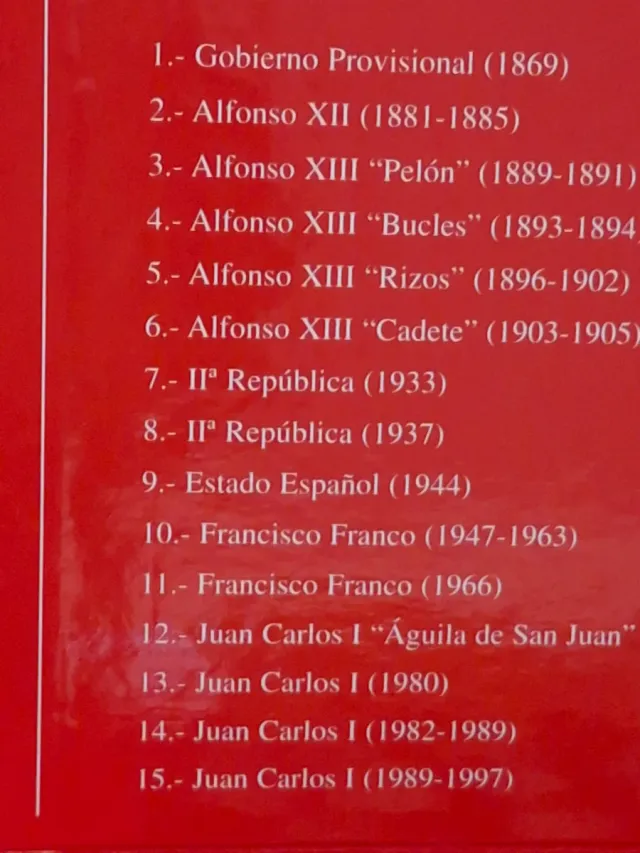 1.- Gobierno Provisional (1869)
2.- Alfonso XII (1881-1885)
3.- Alfonso XIII “Pelón” (1889-1891)
4.- Alfonso XIII “Bucles” (1893-1894
5.- Alfonso XIII “Rizos” (1896-1902)
6.- Alfonso XIII “Cadete” (1903-1905)
7.- IIª República (1933)
8.- IIª República (1937)
9.- Estado Español (1944)
10.- Francisco Franco (1947-1963)
11.- Francisco Franco (1966)
12.- Juan Carlos I “Águila de San Juan”
13.- Juan Carlos I (1980)
14.- Juan Carlos I (1982-1989)
15.- Juan Carlos I (1989-1997)